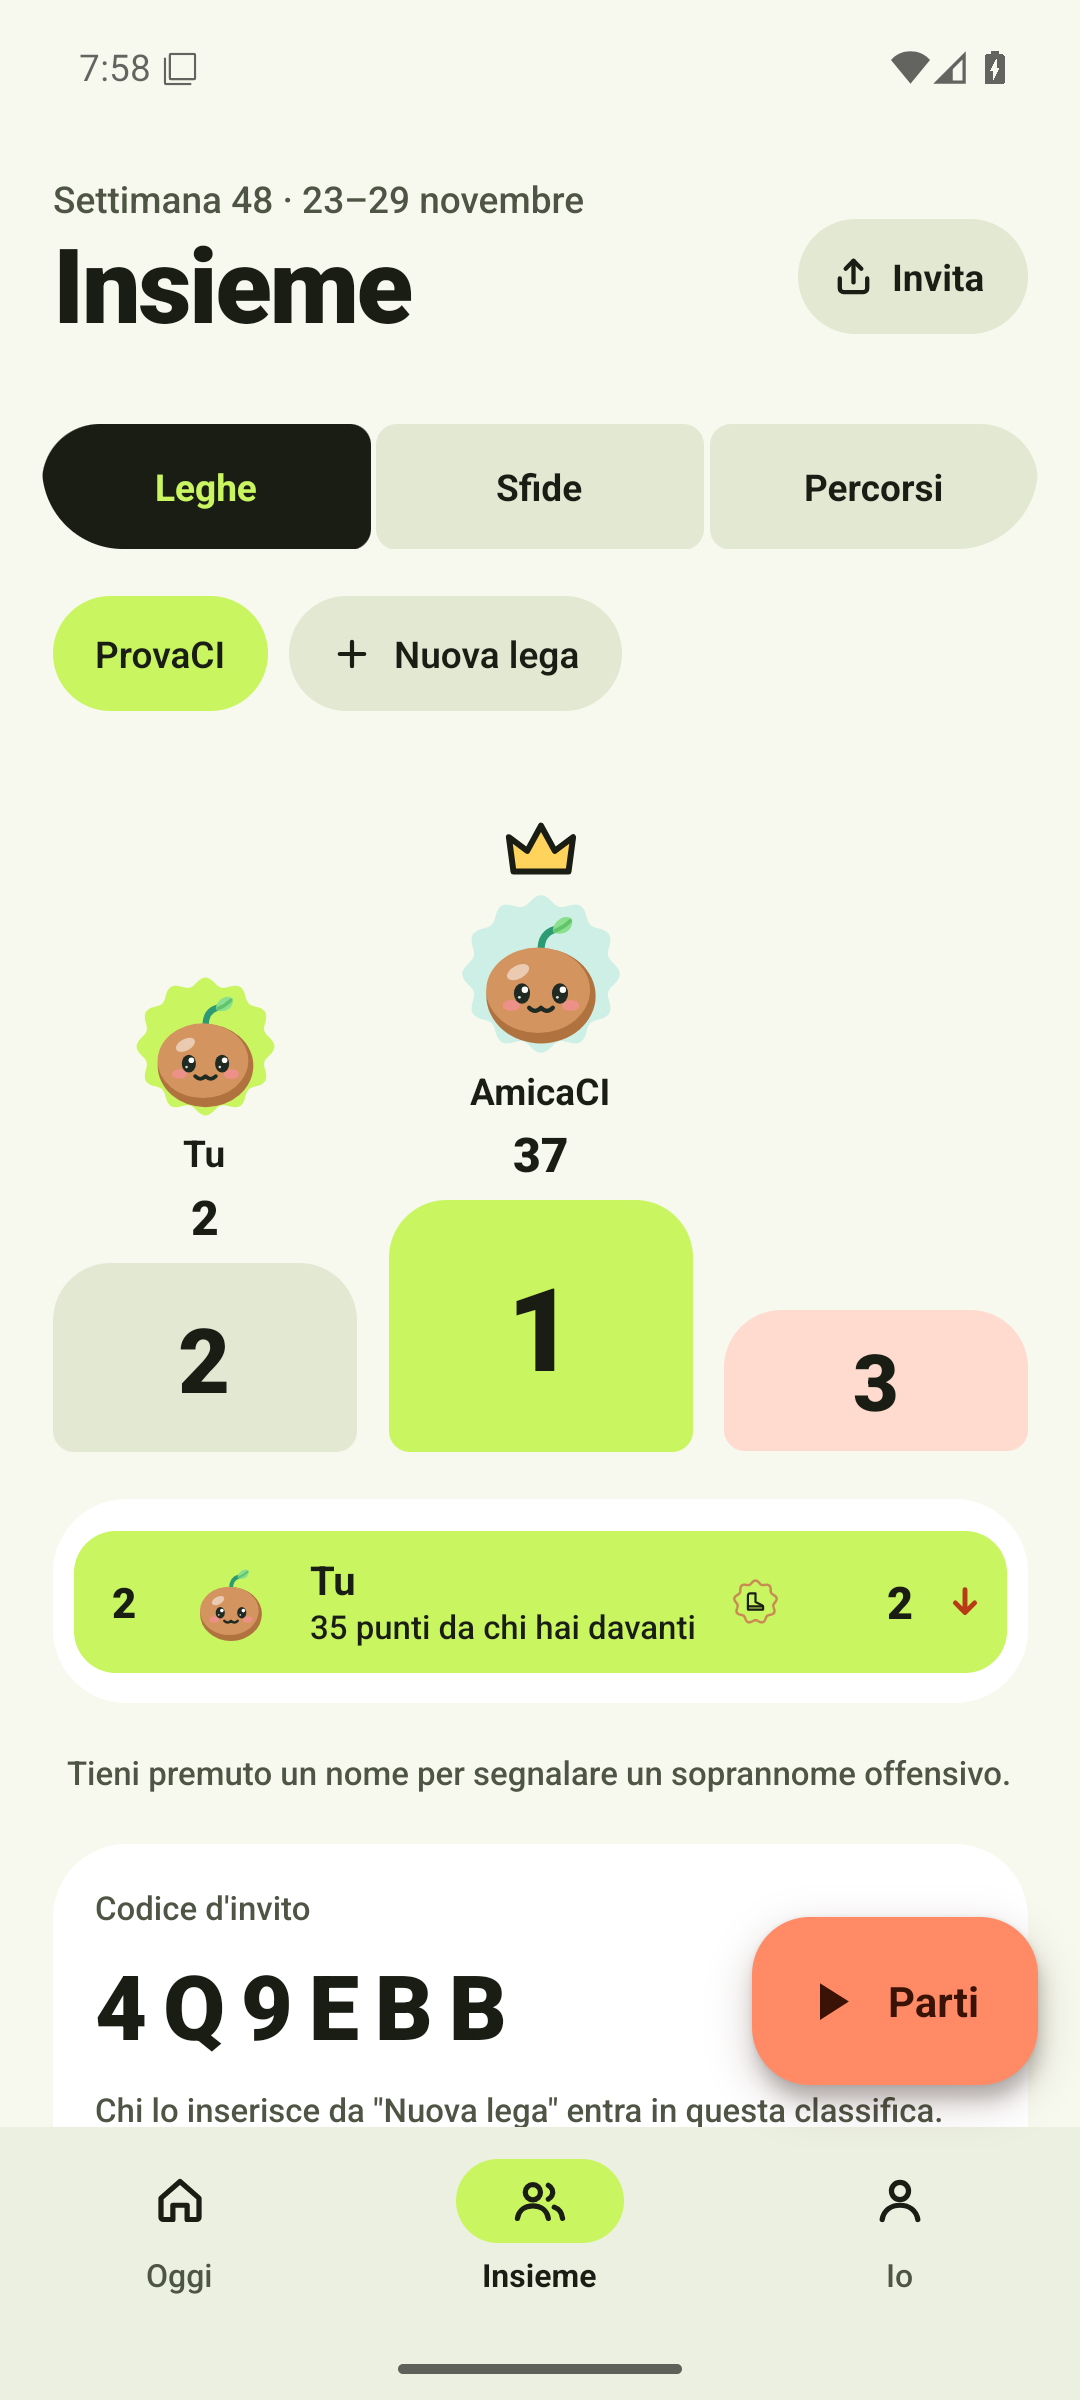 7:58
Settimana 48 · 23–29 novembre
Insieme
Invita
Leghe
Sfide
Percorsi
ProvaCI
Nuova lega
AmicaCI
37
Tu
2
1
2
3
2
Tu
35 punti da chi hai davanti
2
Tieni premuto un nome per segnalare un soprannome offensivo.
Codice d'invito
4Q9EBB
Parti
Chi lo inserisce da "Nuova lega" entra in questa classifica.
Oggi
Insieme
Io